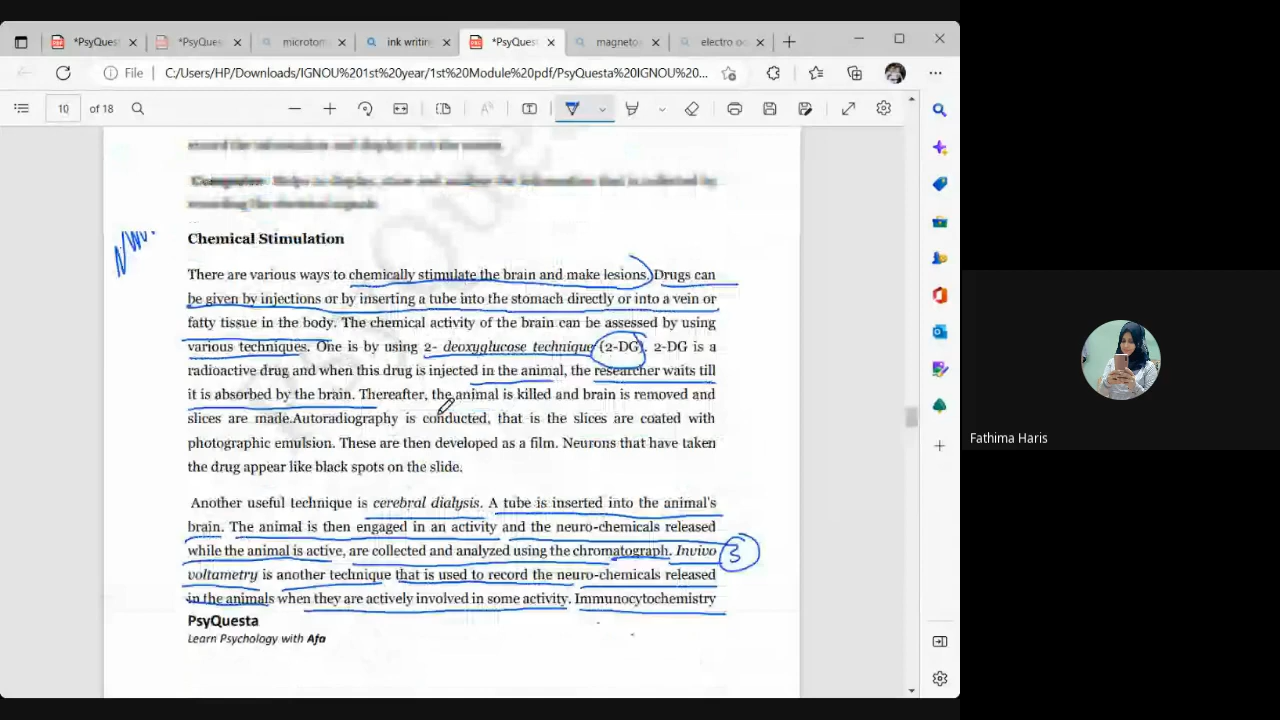 *PsyQues
*PsyQues
microtom
ink writing
*PsyQues
magneto
electro oc
File
C:/Users/HP/Downloads/IGNOU%201st%20year/1st%20Module%20pdf/PsyQuesta%20IGNOU%20...
10 of 18
Chemical Stimulation
There are various ways to chemically stimulate the brain and make lesions. Drugs can
be given by injections or by inserting a tube into the stomach directly or into a vein or
fatty tissue in the body. The chemical activity of the brain can be assessed by using
various techniques. One is by using 2- deoxyglucose technique (2-DG). 2-DG is a
radioactive drug and when this drug is injected in the animal, the researcher waits till
it is absorbed by the brain. Thereafter, the animal is killed and brain is removed and
slices are made.Autoradiography is conducted, that is the slices are coated with
photographic emulsion. These are then developed as a film. Neurons that have taken
the drug appear like black spots on the slide.
Another useful technique is cerebral dialysis. A tube is inserted into the animal's
brain. The animal is then engaged in an activity and the neuro-chemicals released
while the animal is active, are collected and analyzed using the chromatograph. Invivo
3
voltametry is another technique that is used to record the neuro-chemicals released
in the animals when they are actively involved in some activity. Immunocytochemistry
PsyQuesta
Learn Psychology with Afa
Fathima Haris